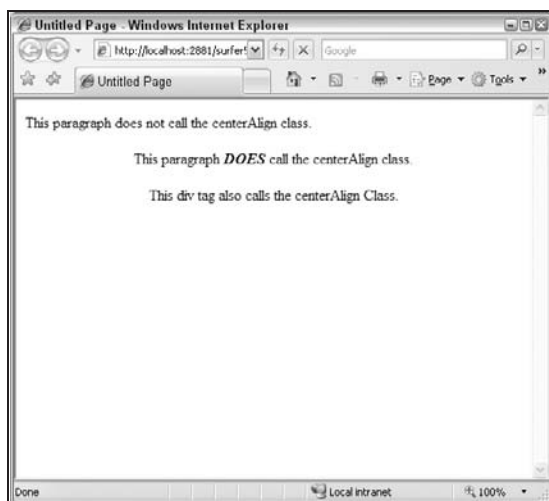 Untitled Page - Windows Internet Explorer
http://localhost:2881/surfer5
Google
Untitled Page
Page
Tools
»
This paragraph does not call the centerAlign class.
This paragraph DOES call the centerAlign class.
This div tag also calls the centerAlign Class.
Done
Local intranet
100%